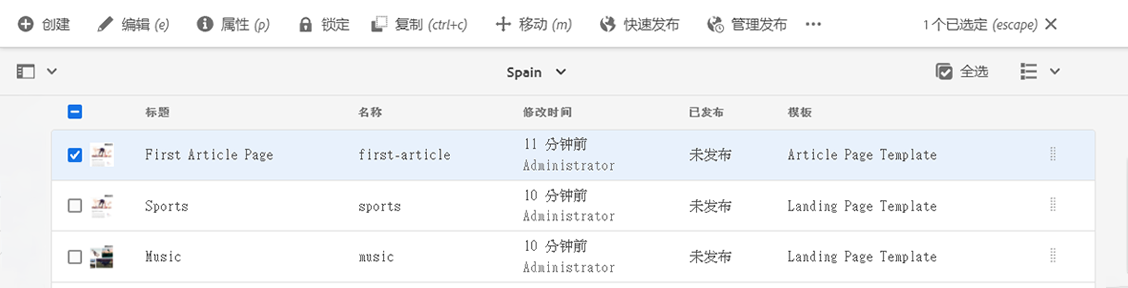 创建 编辑 (e) 属性 (p) 锁定 复制 (ctrl+c) 移动 (m) 快速发布 管理发布 ••• 1 个已选定 (escape)
Spain 全选
标题 名称 修改时间 已发布 模板
First Article Page first-article 11 分钟前 未发布 Article Page Template
Administrator
Sports sports 10 分钟前 未发布 Landing Page Template
Administrator
Music music 10 分钟前 未发布 Landing Page Template
Administrator